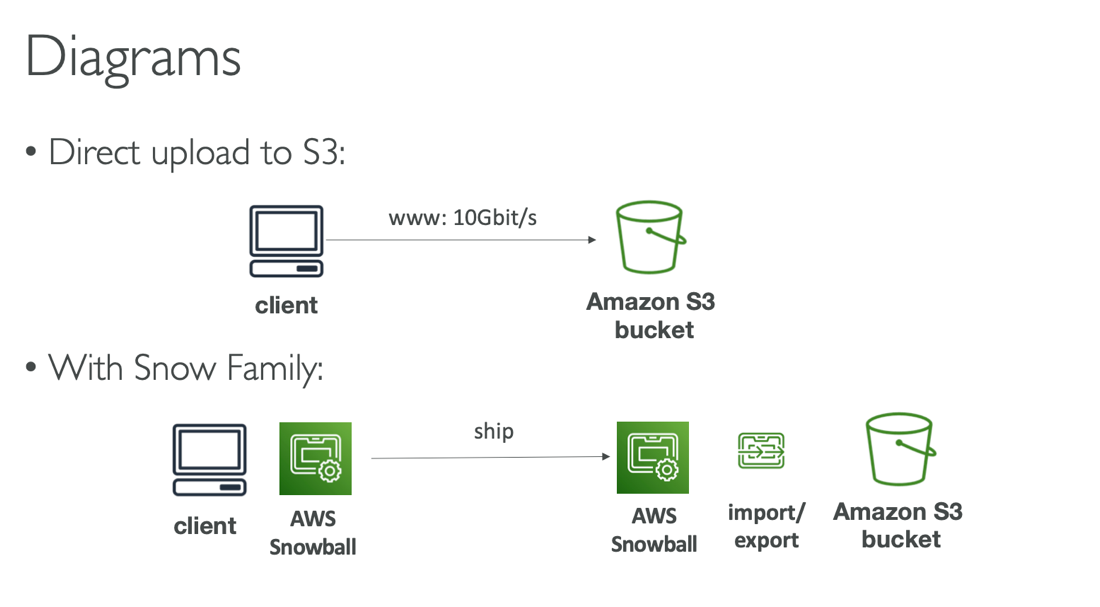 Diagrams
• Direct upload to S3:
www: 10Gbit/s
client
Amazon S3
bucket
• With Snow Family:
ship
client
AWS
Snowball
AWS
Snowball
import/
export
Amazon S3
bucket